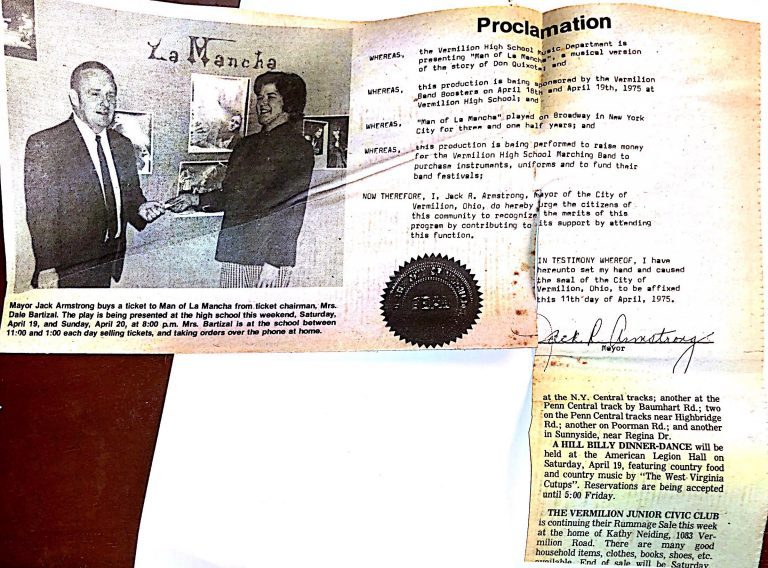 La Mancha
Mayor Jack Armstrong buys a ticket to Man of La Mancha from ticket chairman, Mrs.
Dale Bartizal. The play is being presented at the high school this weekend, Saturday,
April 19, and Sunday, April 20, at 8:00 p.m. Mrs. Bartizal is at the school between
11:00 and 1:00 each day selling tickets, and taking orders over the phone at home.
Proclamation
WHEREAS, the Vermilion High School Music Department is
presenting "Man of La Mancha", a musical version
of the story of Don Quixote; and
WHEREAS, this production is being sponsored by the Vermilion
Band Boosters on April 18th and April 19th, 1975 at
Vermilion High School; and
WHEREAS, "Man of La Mancha" played on Broadway in New York
City for three and one half years; and
WHEREAS, this production is being performed to raise money
for the Vermilion High School Marching Band to
purchase instruments, uniforms and to fund their
band festivals;
NOW THEREFORE, I, Jack R. Armstrong, Mayor of the City of
Vermilion, Ohio, do hereby urge the citizens of
this community to recognize the merits of this
program by contributing to its support by attending
this function.
IN TESTIMONY WHEREOF, I have
hereunto set my hand and caused
the seal of the City of
Vermilion, Ohio, to be affixed
this 11th day of April, 1975.
Jack R. Armstrong
Mayor
SEAL
at the N.Y. Central tracks; another at the
Penn Central track by Baumhart Rd.; two
on the Penn Central tracks near Highbridge
Rd.; another on Poorman Rd.; and another
in Sunnyside, near Regina Dr.
A HILL BILLY DINNER-DANCE will be
held at the American Legion Hall on
Saturday, April 19, featuring country food
and country music by "The West Virginia
Cutups". Reservations are being accepted
until 5:00 Friday.
THE VERMILION JUNIOR CIVIC CLUB
is continuing their Rummage Sale this week
at the home of Kathy Neiding, 1083 Ver-
milion Road. There are many good
household items, clothes, books, shoes, etc.
available. End of sale will be Saturday